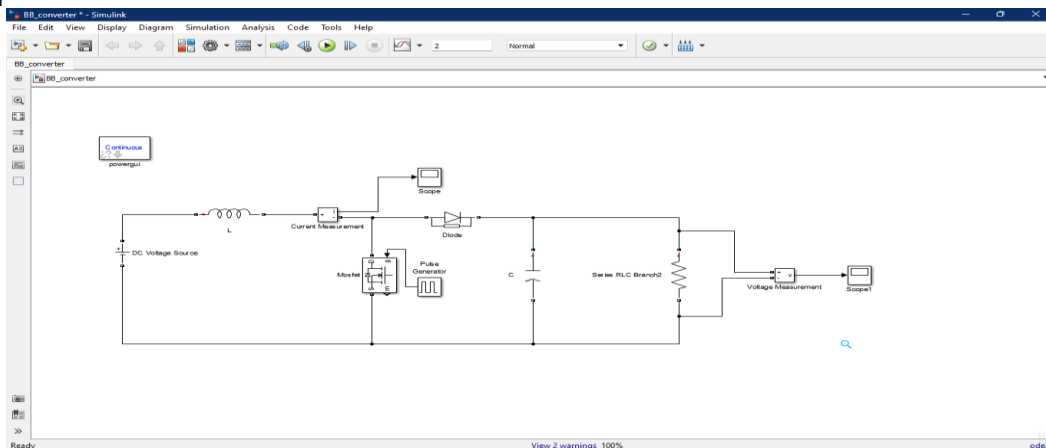 BB_converter * - Simulink
File Edit View Display Diagram Simulation Analysis Code Tools Help
2 Normal
BB_converter
BB_converter
Continuous
powergui
Scope
L
Current Measurement
Diode
DC Voltage Source
Mosfet
Pulse
Generator
C
Series RLC Branch2
Voltage Measurement
Scope1
Ready View 2 warnings 100%